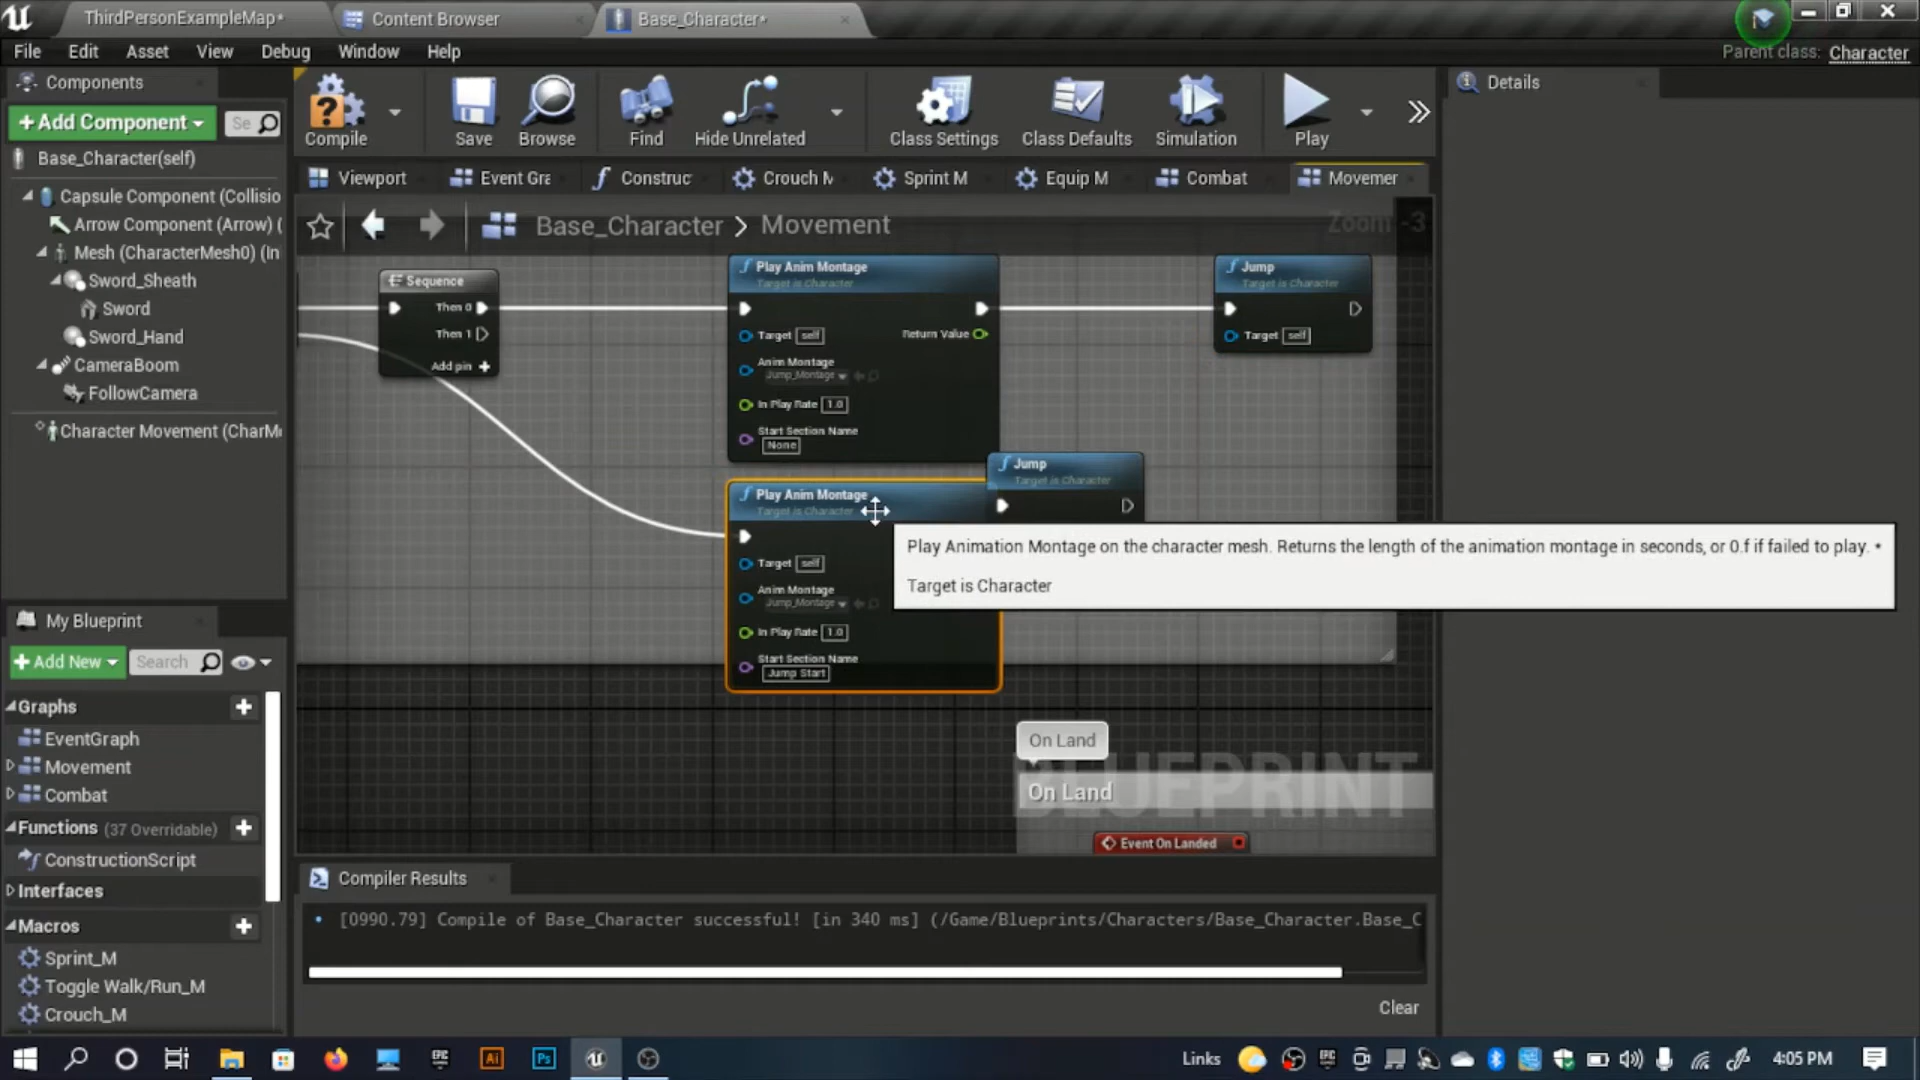 ThirdPersonExampleMap*
Content Browser
Base_Character*
File Edit Asset View Debug Window Help
Parent class: Character
Components
+Add Component
Se
Base_Character(self)
Capsule Component (Collisio
Arrow Component (Arrow) (
Mesh (CharacterMesh0) (In
Sword_Sheath
Sword
Sword_Hand
CameraBoom
FollowCamera
Character Movement (CharM
Compile
Save
Browse
Find
Hide Unrelated
Class Settings
Class Defaults
Simulation
Play
Details
Viewport
Event Gra
Construc
Crouch M
Sprint M
Equip M
Combat
Movemer
Base_Character > Movement
Zoom -3
Sequence
Then 0
Then 1
Add pin +
Play Anim Montage
Target is Character
Target self
Return Value
Anim Montage
Jump_Montage
In Play Rate 1.0
Start Section Name
None
Jump
Target is Character
Target self
Jump
Target is Character
Play Anim Montage
Target is Character
Target self
Anim Montage
Jump_Montage
In Play Rate 1.0
Start Section Name
Jump Start
Play Animation Montage on the character mesh. Returns the length of the animation montage in seconds, or 0.f if failed to play. *
Target is Character
On Land
BLUEPRINT
On Land
Event On Landed
My Blueprint
+Add New
Search
Graphs
EventGraph
Movement
Combat
Functions (37 Overridable)
ConstructionScript
Interfaces
Macros
Sprint_M
Toggle Walk/Run_M
Crouch_M
Compiler Results
[0990.79] Compile of Base_Character successful! [in 340 ms] (/Game/Blueprints/Characters/Base_Character.Base_C
Clear
Ai
Ps
Links
4:05 PM